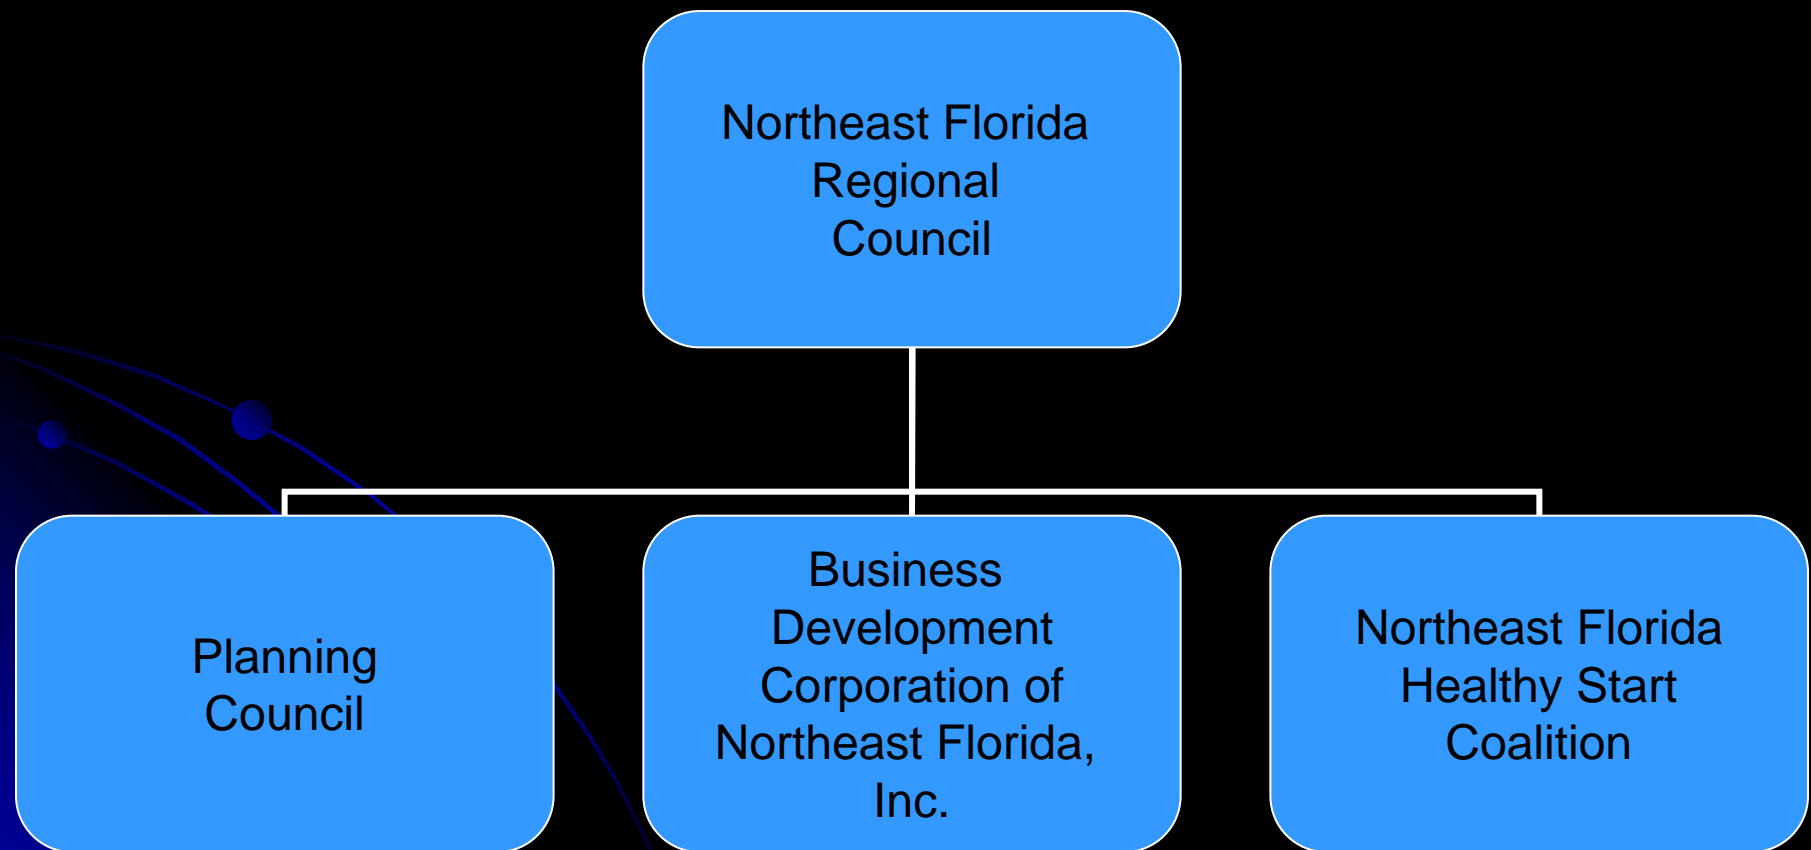 Northeast Florida
Regional
Council
Planning
Council
Business
Development
Corporation of
Northeast Florida,
Inc.
Northeast Florida
Healthy Start
Coalition